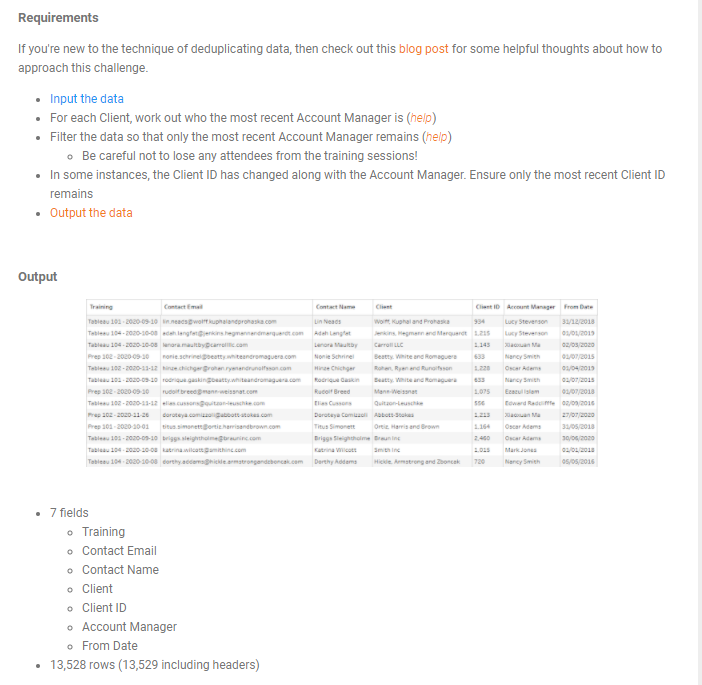 Requirements
If you're new to the technique of deduplicating data, then check out this blog post for some helpful thoughts about how to
approach this challenge.
Input the data
For each Client, work out who the most recent Account Manager is (help)
Filter the data so that only the most recent Account Manager remains (help)
Be careful not to lose any attendees from the training sessions!
In some instances, the Client ID has changed along with the Account Manager. Ensure only the most recent Client ID
remains
Output the data
Output
Training Contact Email Contact Name Client Client ID Account Manager From Date
Tableau 101 - 2020-09-10 lin.neads@wolffkuphalandprohaska.com Lin Neads Wolff, Kuphal and Prohaska 934 Lucy Stevenson 31/12/2018
Tableau 104 - 2020-10-08 adah.langfat@jenkins.hegmannandmarquardt.com Adah Langfat Jenkins, Hegmann and Marquardt 1,215 Lucy Stevenson 01/01/2019
Tableau 104 - 2020-10-08 lenora.maultby@carrollllc.com Lenora Maultby Carroll LLC 1,143 Xiaoxuan Ma 02/03/2020
Prep 102 - 2020-09-10 nonie.schrinel@beatty.whiteandromaguera.com Nonie Schrinel Beatty, White and Romaguera 633 Nancy Smith 01/07/2015
Tableau 102 - 2020-11-12 hinze.chichger@rohan.ryanandrunolfsson.com Hinze Chichger Rohan, Ryan and Runolfsson 1,228 Oscar Adams 01/04/2019
Tableau 101 - 2020-09-10 rodrique.gaskin@beatty.whiteandromaguera.com Rodrique Gaskin Beatty, White and Romaguera 633 Nancy Smith 01/07/2015
Prep 102 - 2020-09-10 rudolf.breed@mann-weissnat.com Rudolf Breed Mann-Weissnat 1,075 Ezazul Islam 01/07/2018
Tableau 102 - 2020-11-12 elias.cussons@quitzon-leuschke.com Elias Cussons Quitzon-Leuschke 556 Edward Radcliffe 02/09/2016
Prep 102 - 2020-11-26 doroteya.comizzoli@abbott-stokes.com Doroteya Comizzoli Abbott-Stokes 1,213 Xiaoxuan Ma 27/07/2020
Prep 101 - 2020-10-01 titus.simonett@ortiz.harrisandbrown.com Titus Simonett Ortiz, Harris and Brown 1,164 Oscar Adams 31/05/2018
Tableau 101 - 2020-09-10 briggs.sleightholme@brauninc.com Briggs Sleightholme Braun Inc 2,460 Oscar Adams 30/06/2020
Tableau 104 - 2020-10-08 katrina.wilcott@smithinc.com Katrina Wilcott Smith Inc 1,015 Mark Jones 01/01/2018
Tableau 104 - 2020-10-08 dorthy.addams@hickle.armstrongandzboncak.com Dorthy Addams Hickle, Armstrong and Zboncak 720 Nancy Smith 05/05/2016
7 fields
Training
Contact Email
Contact Name
Client
Client ID
Account Manager
From Date
13,528 rows (13,529 including headers)